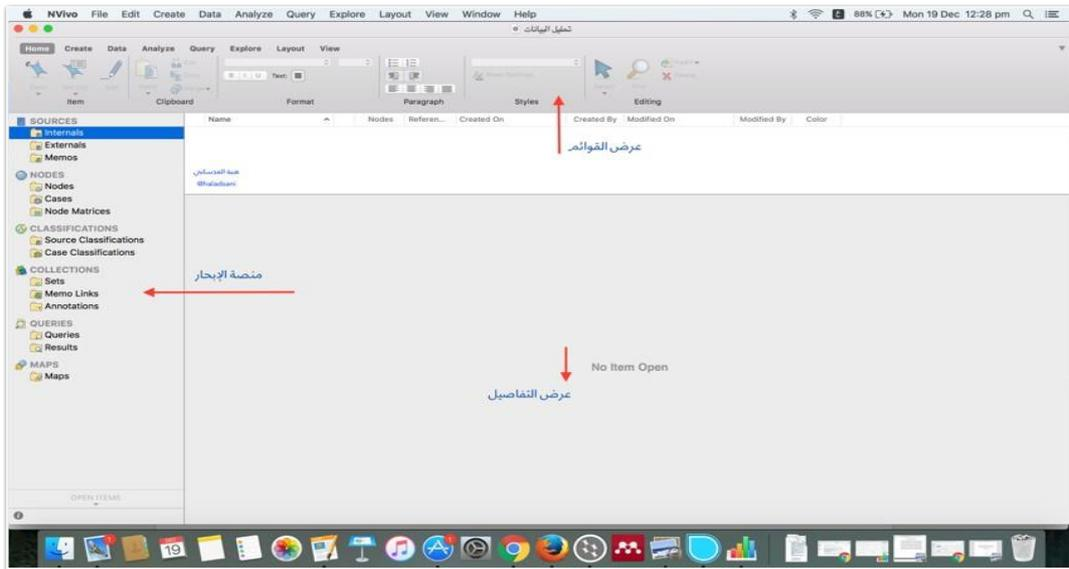 NVivo File Edit Create Data Analyze Query Explore Layout View Window Help 88% Mon 19 Dec 12:28 pm
تحليل البيانات
Home Create Data Analyze Query Explore Layout View
B I U Text:
Item Clipboard Format Paragraph Styles Editing
SOURCES
Internals
Externals
Memos
NODES
Nodes
Cases
Node Matrices
CLASSIFICATIONS
Source Classifications
Case Classifications
COLLECTIONS
Sets
Memo Links
Annotations
QUERIES
Queries
Results
MAPS
Maps
OPEN ITEMS
Name Nodes Referen... Created On Created By Modified On Modified By Color
عرض القوائم
@haladsani
منصة الإبحار
No Item Open
عرض التفاصيل
19